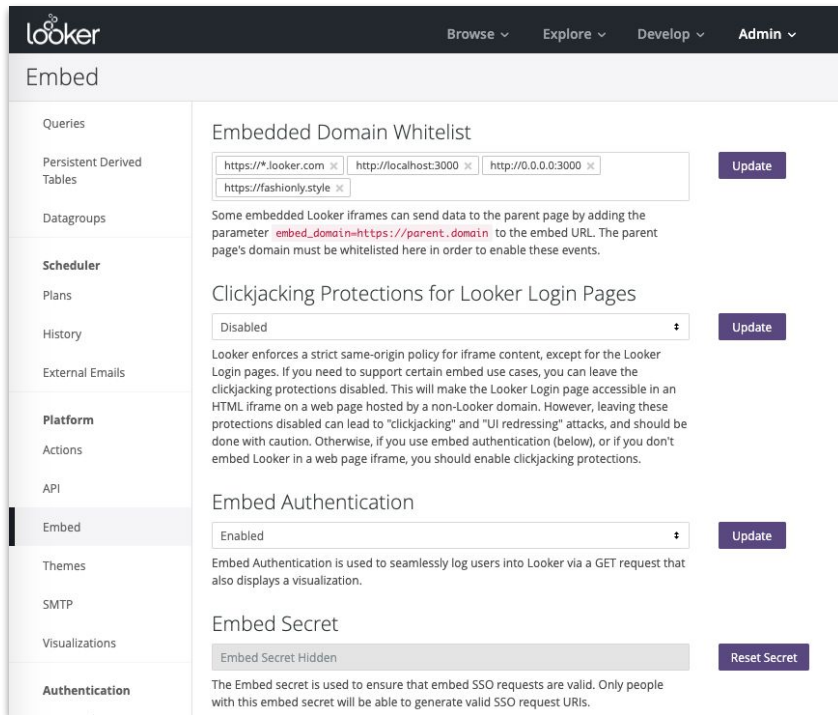 looker
Browse Explore Develop Admin
Embed
Queries
Persistent Derived
Tables
Datagroups
Scheduler
Plans
History
External Emails
Platform
Actions
API
Embed
Themes
SMTP
Visualizations
Authentication
Embedded Domain Whitelist
https://*.looker.com × http://localhost:3000 × http://0.0.0.0:3000 ×
https://fashionly.style ×
Update
Some embedded Looker iframes can send data to the parent page by adding the
parameter embed_domain=https://parent.domain to the embed URL. The parent
page's domain must be whitelisted here in order to enable these events.
Clickjacking Protections for Looker Login Pages
Disabled
Update
Looker enforces a strict same-origin policy for iframe content, except for the Looker
Login pages. If you need to support certain embed use cases, you can leave the
clickjacking protections disabled. This will make the Looker Login page accessible in an
HTML iframe on a web page hosted by a non-Looker domain. However, leaving these
protections disabled can lead to "clickjacking" and "UI redressing" attacks, and should be
done with caution. Otherwise, if you use embed authentication (below), or if you don't
embed Looker in a web page iframe, you should enable clickjacking protections.
Embed Authentication
Enabled
Update
Embed Authentication is used to seamlessly log users into Looker via a GET request that
also displays a visualization.
Embed Secret
Embed Secret Hidden
Reset Secret
The Embed secret is used to ensure that embed SSO requests are valid. Only people
with this embed secret will be able to generate valid SSO request URIs.